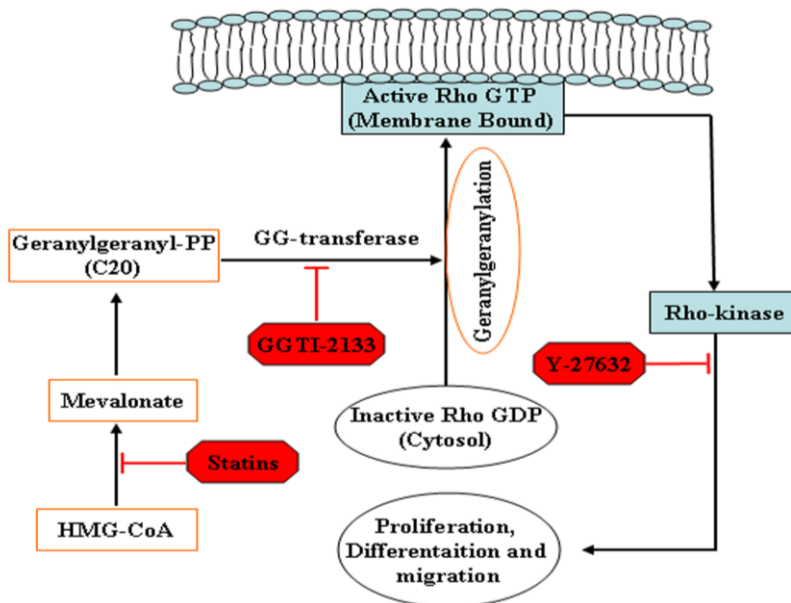 Active Rho GTP
(Membrane Bound)
Geranylgeranyl-PP
(C20)
GG-transferase
Geranylgeranylation
GGTI-2133
Rho-kinase
Y-27632
Mevalonate
Inactive Rho GDP
(Cytosol)
Statins
HMG-CoA
Proliferation,
Differentaition and
migration